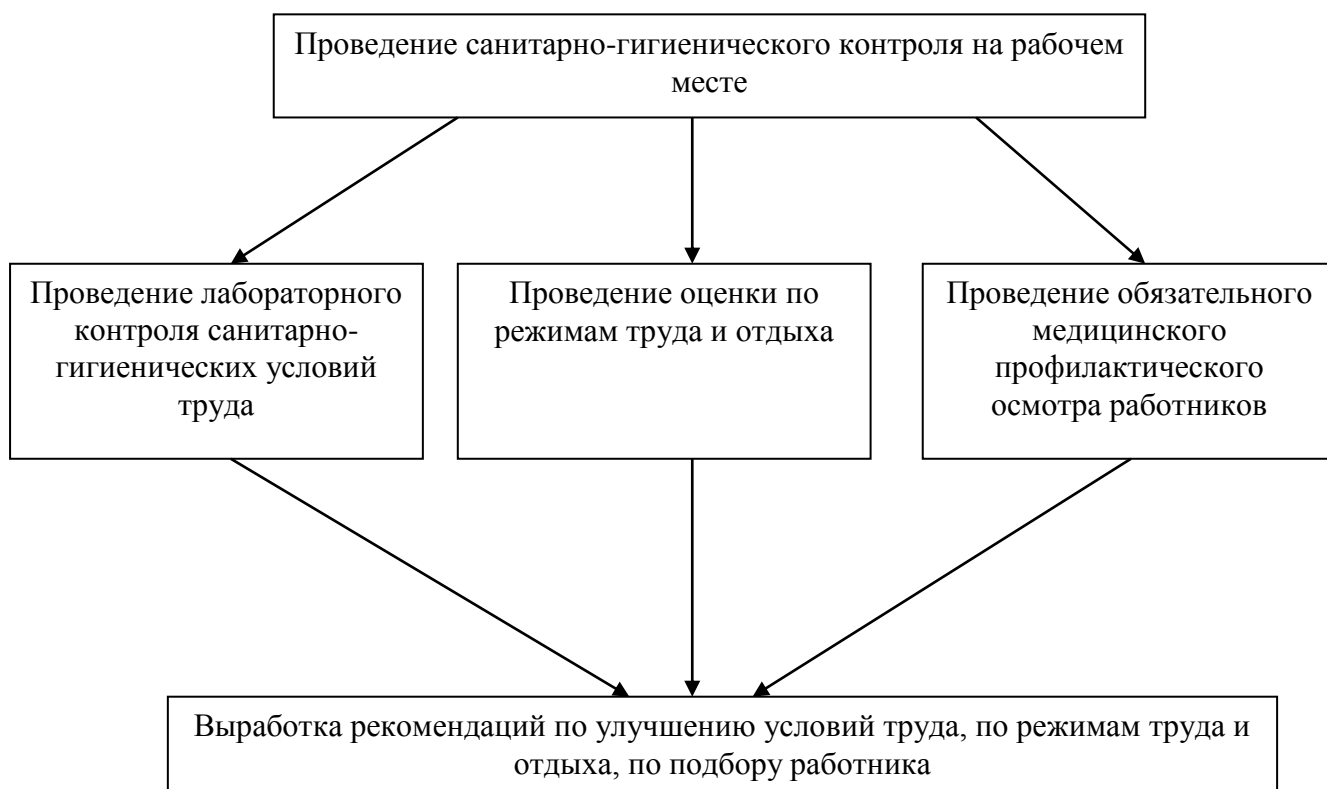 Проведение санитарно-гигиенического контроля на рабочем
месте
Проведение лабораторного
контроля санитарно-
гигиенических условий
труда
Проведение оценки по
режимам труда и отдыха
Проведение обязательного
медицинского
профилактического
осмотра работников
Выработка рекомендаций по улучшению условий труда, по режимам труда и
отдыха, по подбору работника